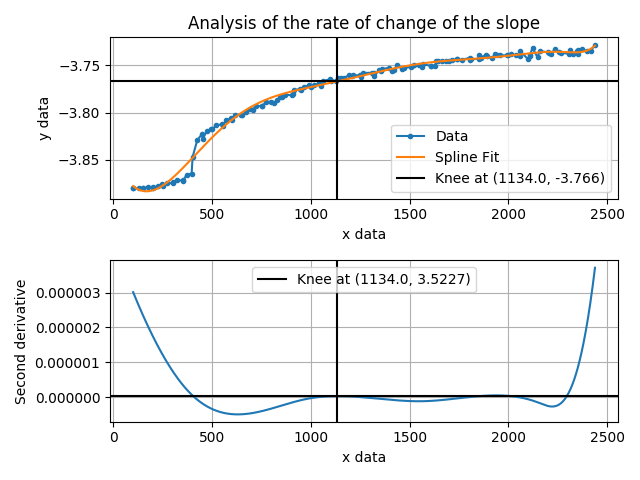 Analysis of the rate of change of the slope
y data
−3.75
−3.80
−3.85
Data
Spline Fit
Knee at (1134.0, -3.766)
0 500 1000 1500 2000 2500
x data
Second derivative
0.000003
0.000002
0.000001
0.000000
Knee at (1134.0, 3.5227)
0 500 1000 1500 2000 2500
x data